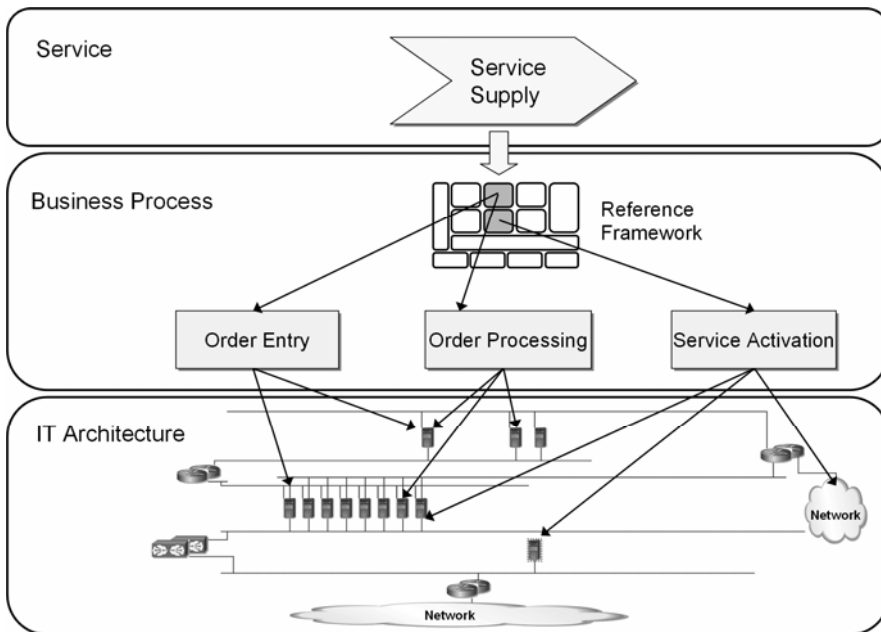 Service
Service
Supply
Business Process
Reference
Framework
Order Entry
Order Processing
Service Activation
IT Architecture
Network
Network